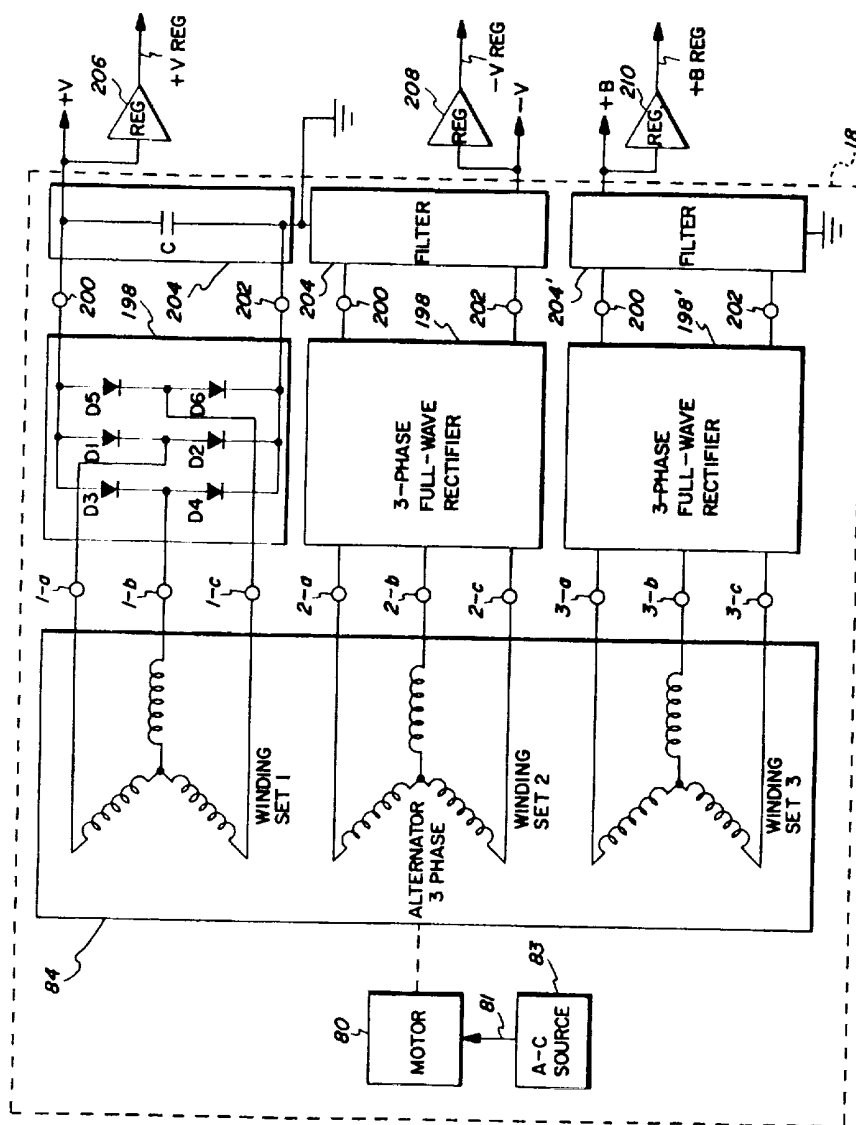 206
+V
REG
+V REG
208
REG
-V REG
-V
+B
210
REG
+B REG
18
C
200
204
202
204
FILTER
200
202
204'
FILTER
200
202
198
D3
D1
D5
D4
D2
D6
198
3-PHASE
FULL-WAVE
RECTIFIER
198'
3-PHASE
FULL-WAVE
RECTIFIER
1-a
1-b
1-c
2-a
2-b
2-c
3-a
3-b
3-c
84
WINDING
SET 1
ALTERNATOR
3 PHASE
WINDING
SET 2
WINDING
SET 3
80
MOTOR
81
83
A-C
SOURCE